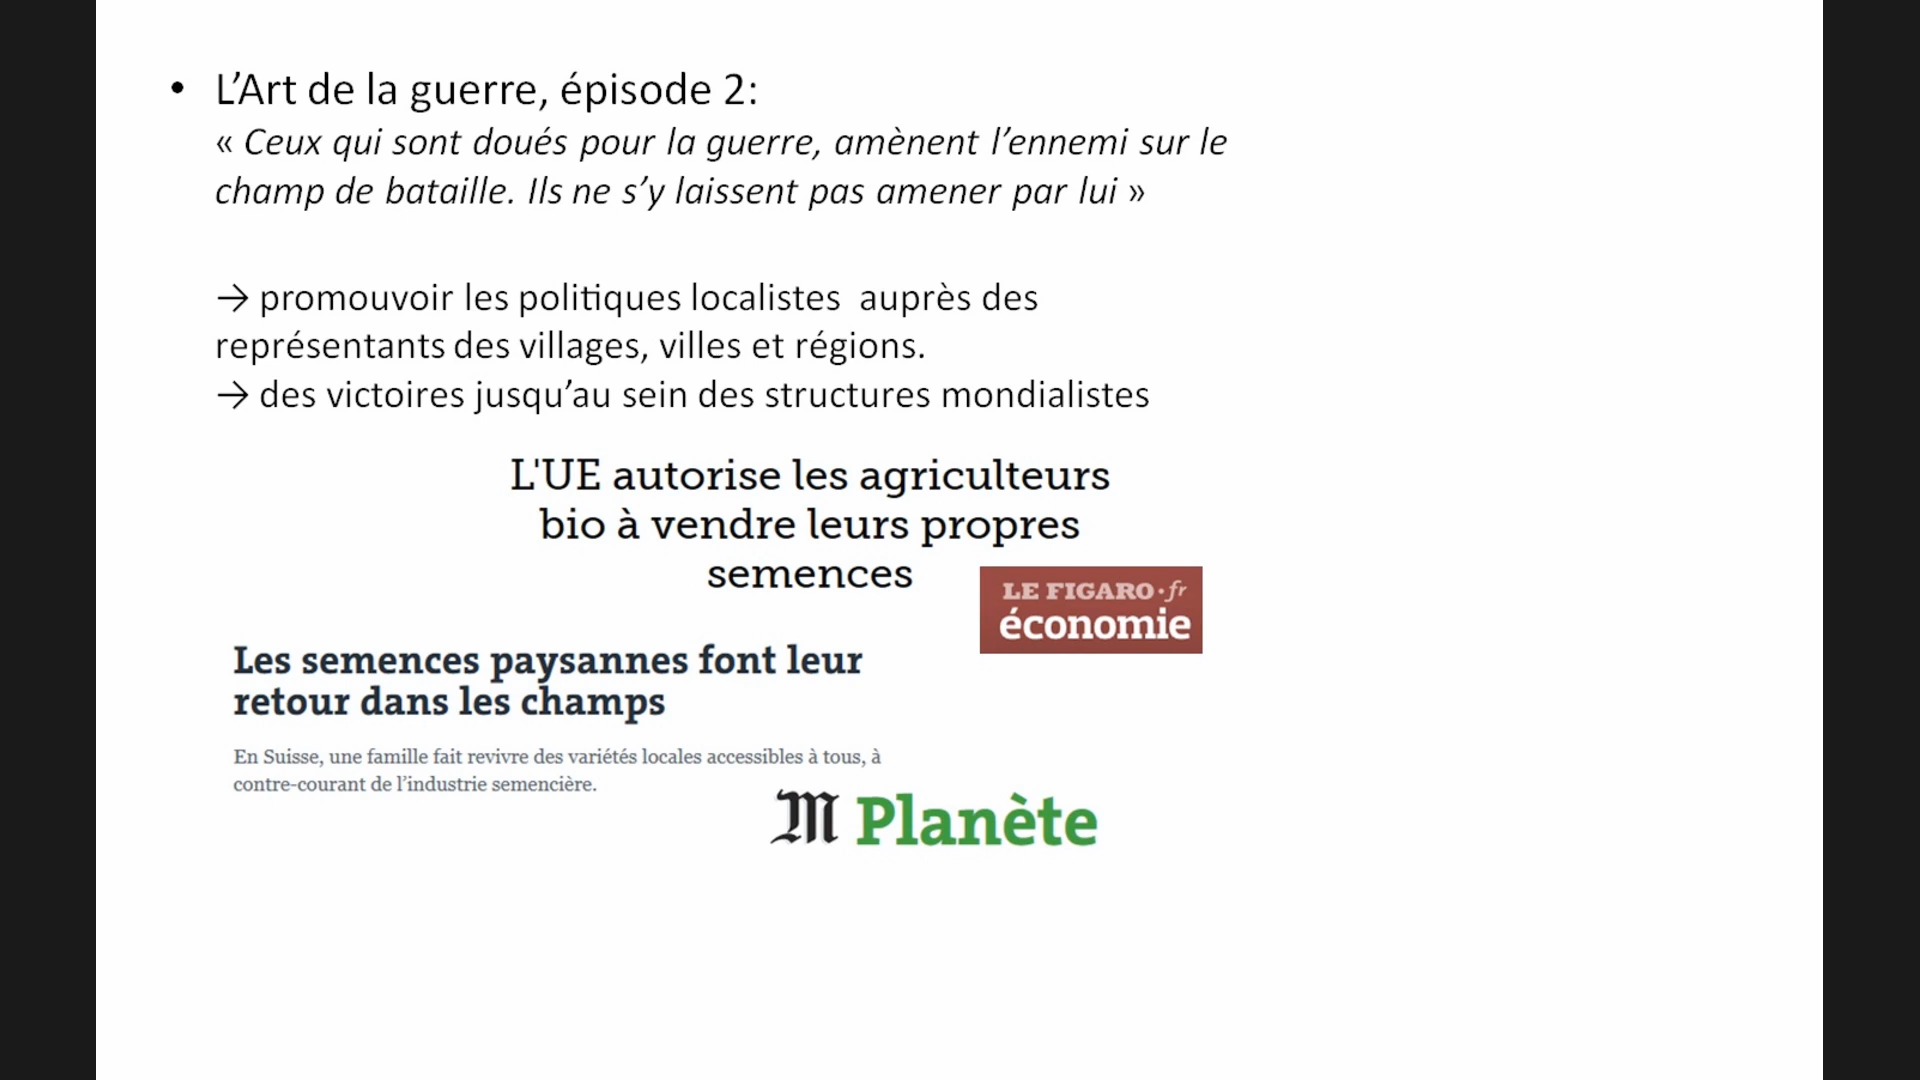 • L’Art de la guerre, épisode 2:
« Ceux qui sont doués pour la guerre, amènent l’ennemi sur le
champ de bataille. Ils ne s’y laissent pas amener par lui »
→ promouvoir les politiques localistes auprès des
représentants des villages, villes et régions.
→ des victoires jusqu’au sein des structures mondialistes
L'UE autorise les agriculteurs
bio à vendre leurs propres
semences
LE FIGARO·fr
économie
Les semences paysannes font leur
retour dans les champs
En Suisse, une famille fait revivre des variétés locales accessibles à tous, à
contre-courant de l’industrie semencière.
M Planète